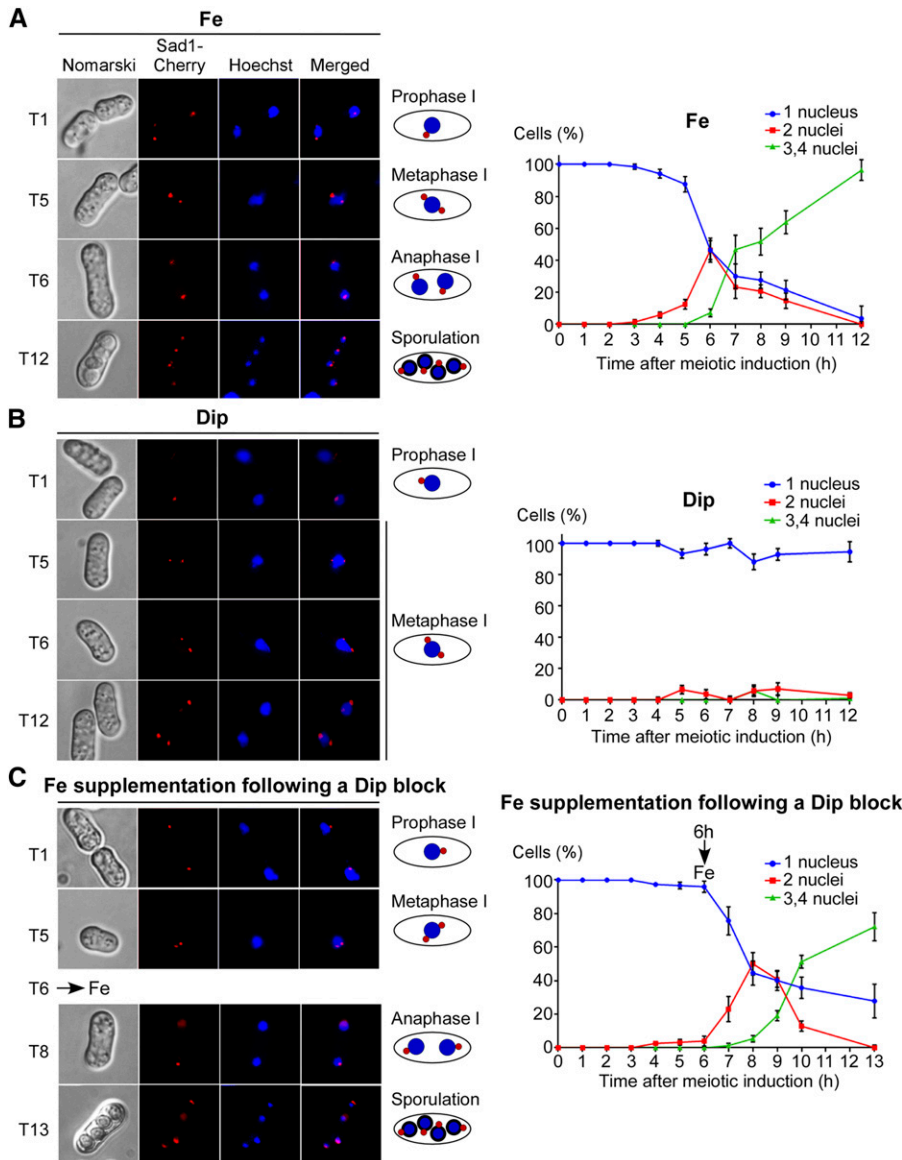 A
Fe
Nomarski
Sad1-
Cherry
Hoechst
Merged
T1
Prophase I
T5
Metaphase I
T6
Anaphase I
T12
Sporulation
Cells (%)
Fe
1 nucleus
2 nuclei
3,4 nuclei
100
80
60
40
20
0
0 1 2 3 4 5 6 7 8 9 10 11 12
Time after meiotic induction (h)
B
Dip
T1
Prophase I
T5
T6
Metaphase I
T12
Cells (%)
Dip
1 nucleus
2 nuclei
3,4 nuclei
100
80
60
40
20
0
0 1 2 3 4 5 6 7 8 9 10 11 12
Time after meiotic induction (h)
C Fe supplementation following a Dip block
T1
Prophase I
T5
Metaphase I
T6 → Fe
T8
Anaphase I
T13
Sporulation
Fe supplementation following a Dip block
6h
Fe
Cells (%)
1 nucleus
2 nuclei
3,4 nuclei
100
80
60
40
20
0
0 1 2 3 4 5 6 7 8 9 10 11 12 13
Time after meiotic induction (h)